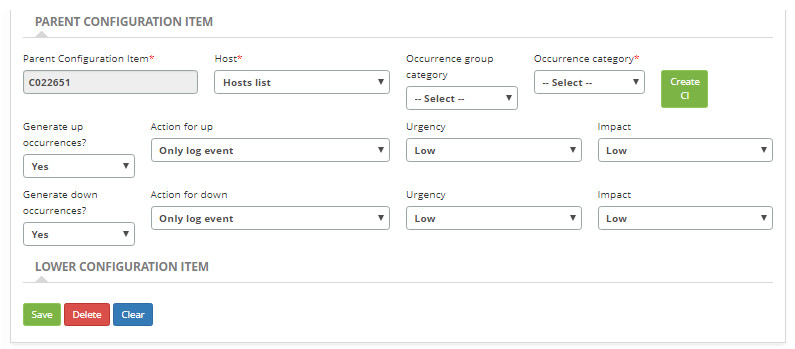 PARENT CONFIGURATION ITEM
Parent Configuration Item*
Host*
Occurrence group
category
Occurrence category*
C022651
Hosts list
-- Select --
-- Select --
Create
CI
Generate up
occurrences?
Action for up
Urgency
Impact
Yes
Only log event
Low
Low
Generate down
occurrences?
Action for down
Urgency
Impact
Yes
Only log event
Low
Low
LOWER CONFIGURATION ITEM
Save
Delete
Clear